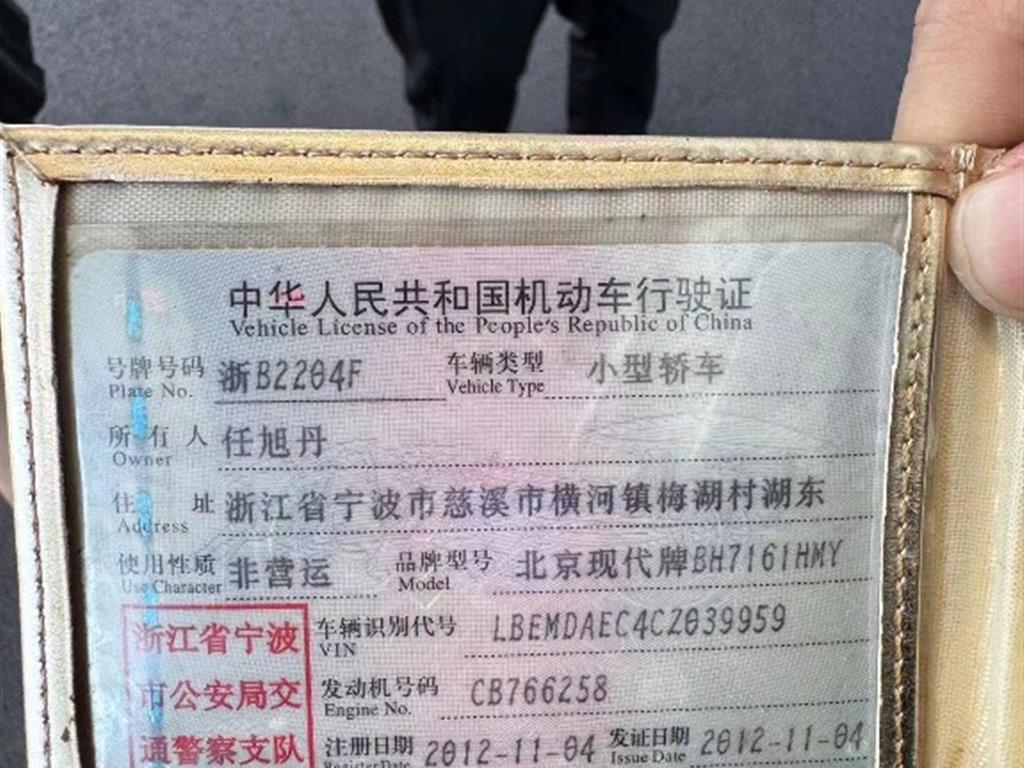 中华人民共和国机动车行驶证
Vehicle License of the People's Republic of China
号牌号码 浙B2204F 车辆类型 小型轿车
Plate No. Vehicle Type
所有人 任旭丹
Owner
住址 浙江省宁波市慈溪市横河镇梅湖村湖东
Address
使用性质 非营运 品牌型号 北京现代牌BH7161HMY
Use Character Model
浙江省宁波 车辆识别代号 LBEMDAEC4CZ039959
VIN
市公安局交 发动机号码 CB766258
Engine No.
通警察支队 注册日期 2012-11-04 发证日期 2012-11-04
Register Date Issue Date